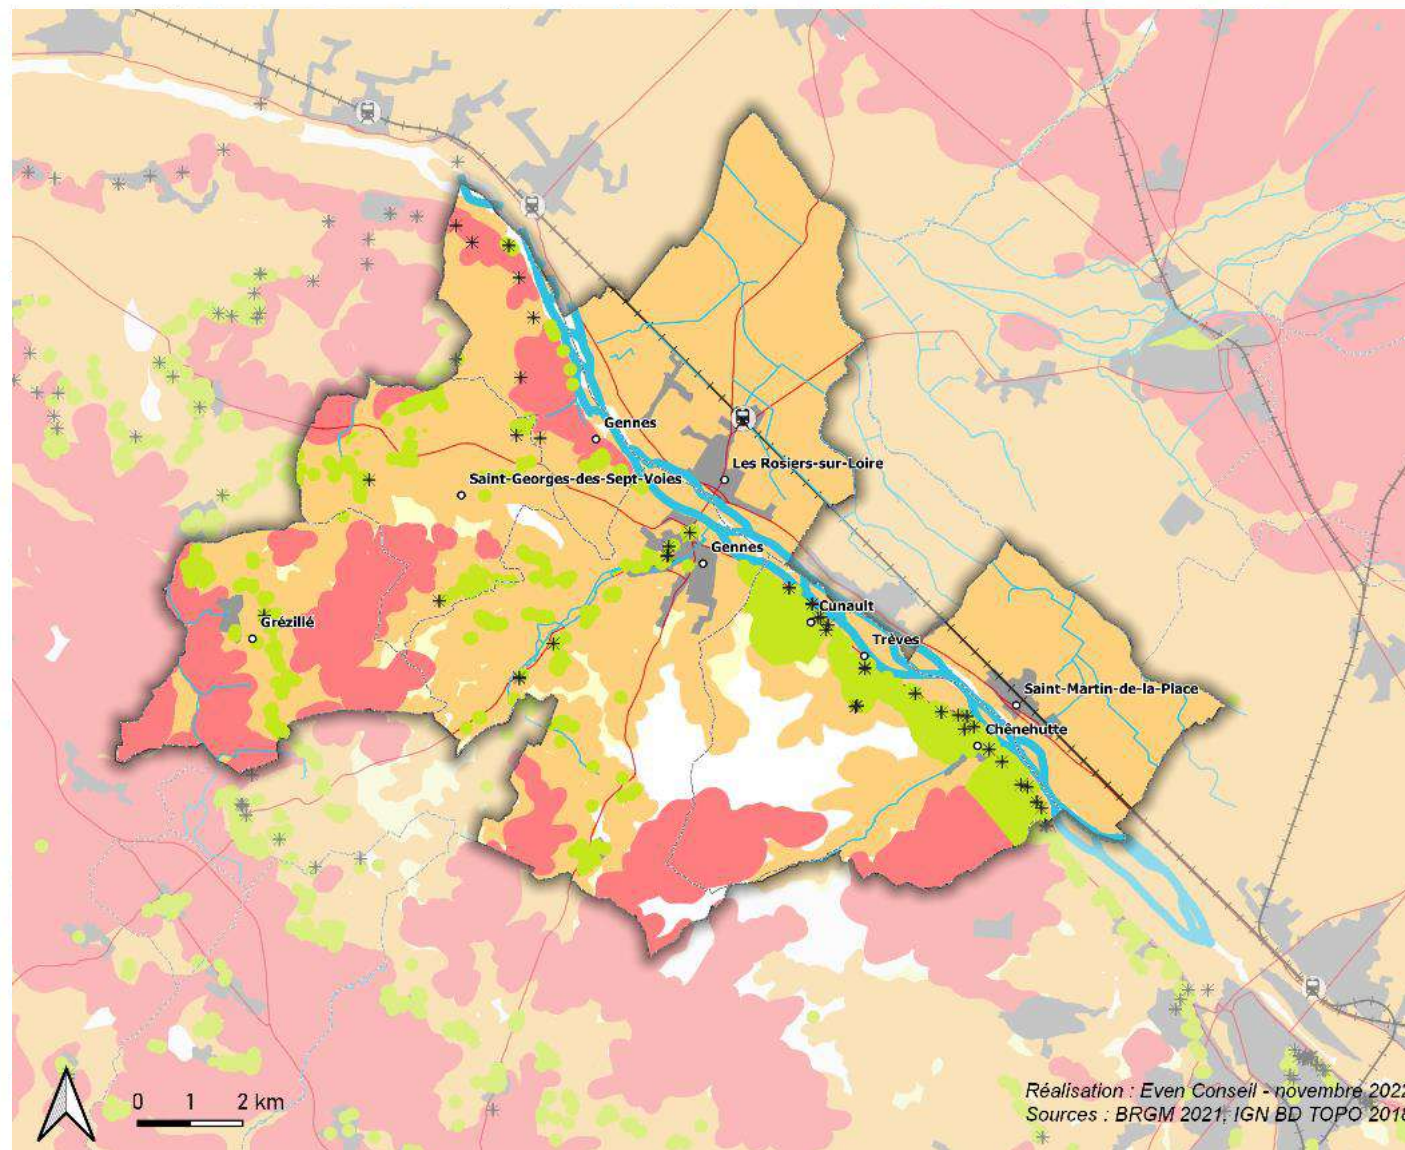 Gennes
Les Rosiers-sur-Loire
Saint-Georges-des-Sept-Voies
Gennes
Cunault
Grézillé
Trèves
Saint-Martin-de-la-Place
Chênehutte
0 1 2 km
Réalisation : Even Conseil - novembre 2022
Sources : BRGM 2021, IGN BD TOPO 2018